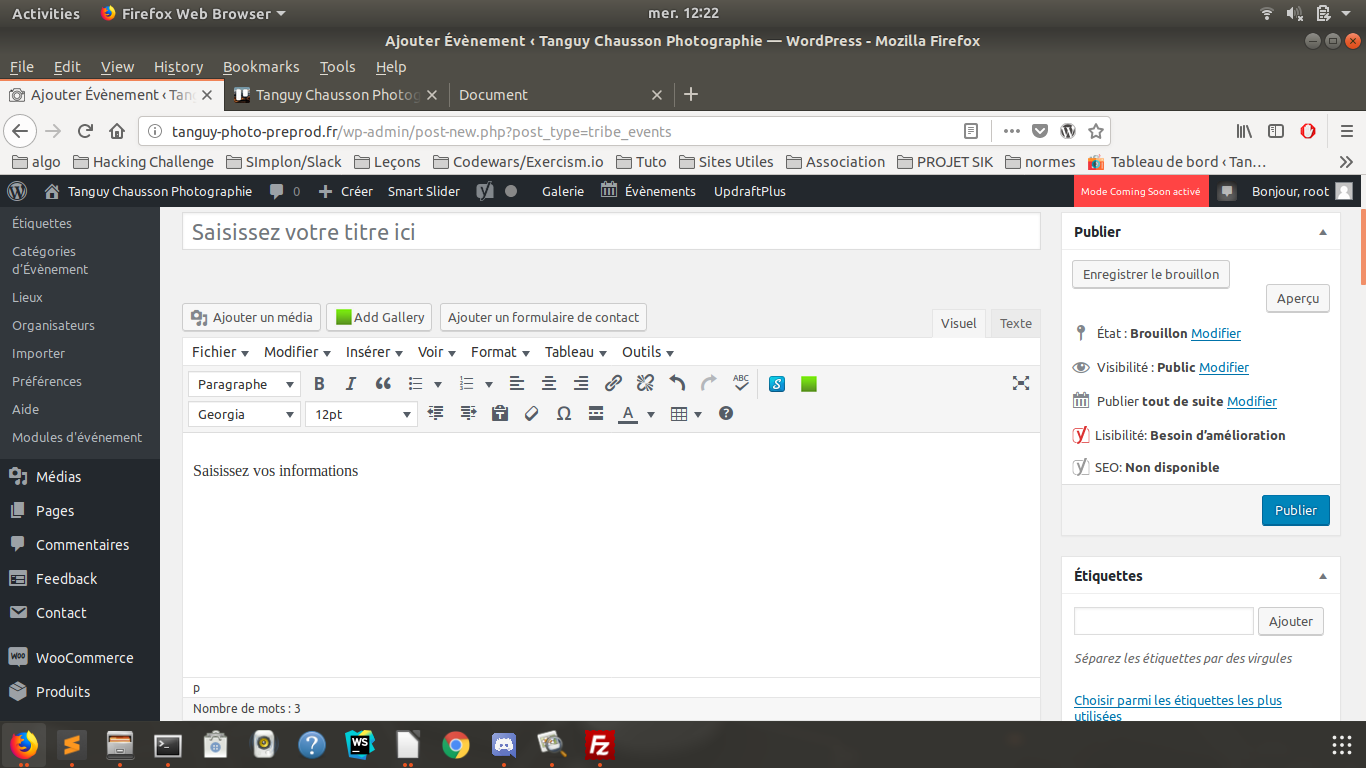 Activities Firefox Web Browser mer. 12:22
Ajouter Évènement ‹ Tanguy Chausson Photographie — WordPress - Mozilla Firefox
File Edit View History Bookmarks Tools Help
Ajouter Évènement ‹ Tang Tanguy Chausson Photog Document
tanguy-photo-preprod.fr/wp-admin/post-new.php?post_type=tribe_events
algo Hacking Challenge SImplon/Slack Leçons Codewars/Exercism.io Tuto Sites Utiles Association PROJET SIK normes Tableau de bord ‹ Tan…
Tanguy Chausson Photographie 0 Créer Smart Slider Galerie Évènements UpdraftPlus Mode Coming Soon activé Bonjour, root
Étiquettes
Catégories
d'Évènement
Lieux
Organisateurs
Importer
Préférences
Aide
Modules d'événement
Médias
Pages
Commentaires
Feedback
Contact
WooCommerce
Produits
Saisissez votre titre ici
Ajouter un média Add Gallery Ajouter un formulaire de contact
Visuel Texte
Fichier Modifier Insérer Voir Format Tableau Outils
Paragraphe B I ABC S
Georgia 12pt Ω A
Saisissez vos informations
p
Nombre de mots : 3
Publier
Enregistrer le brouillon
Aperçu
État : Brouillon Modifier
Visibilité : Public Modifier
Publier tout de suite Modifier
Lisibilité: Besoin d’amélioration
SEO: Non disponible
Publier
Étiquettes
Ajouter
Séparez les étiquettes par des virgules
Choisir parmi les étiquettes les plus
utilisées
WS
Fz